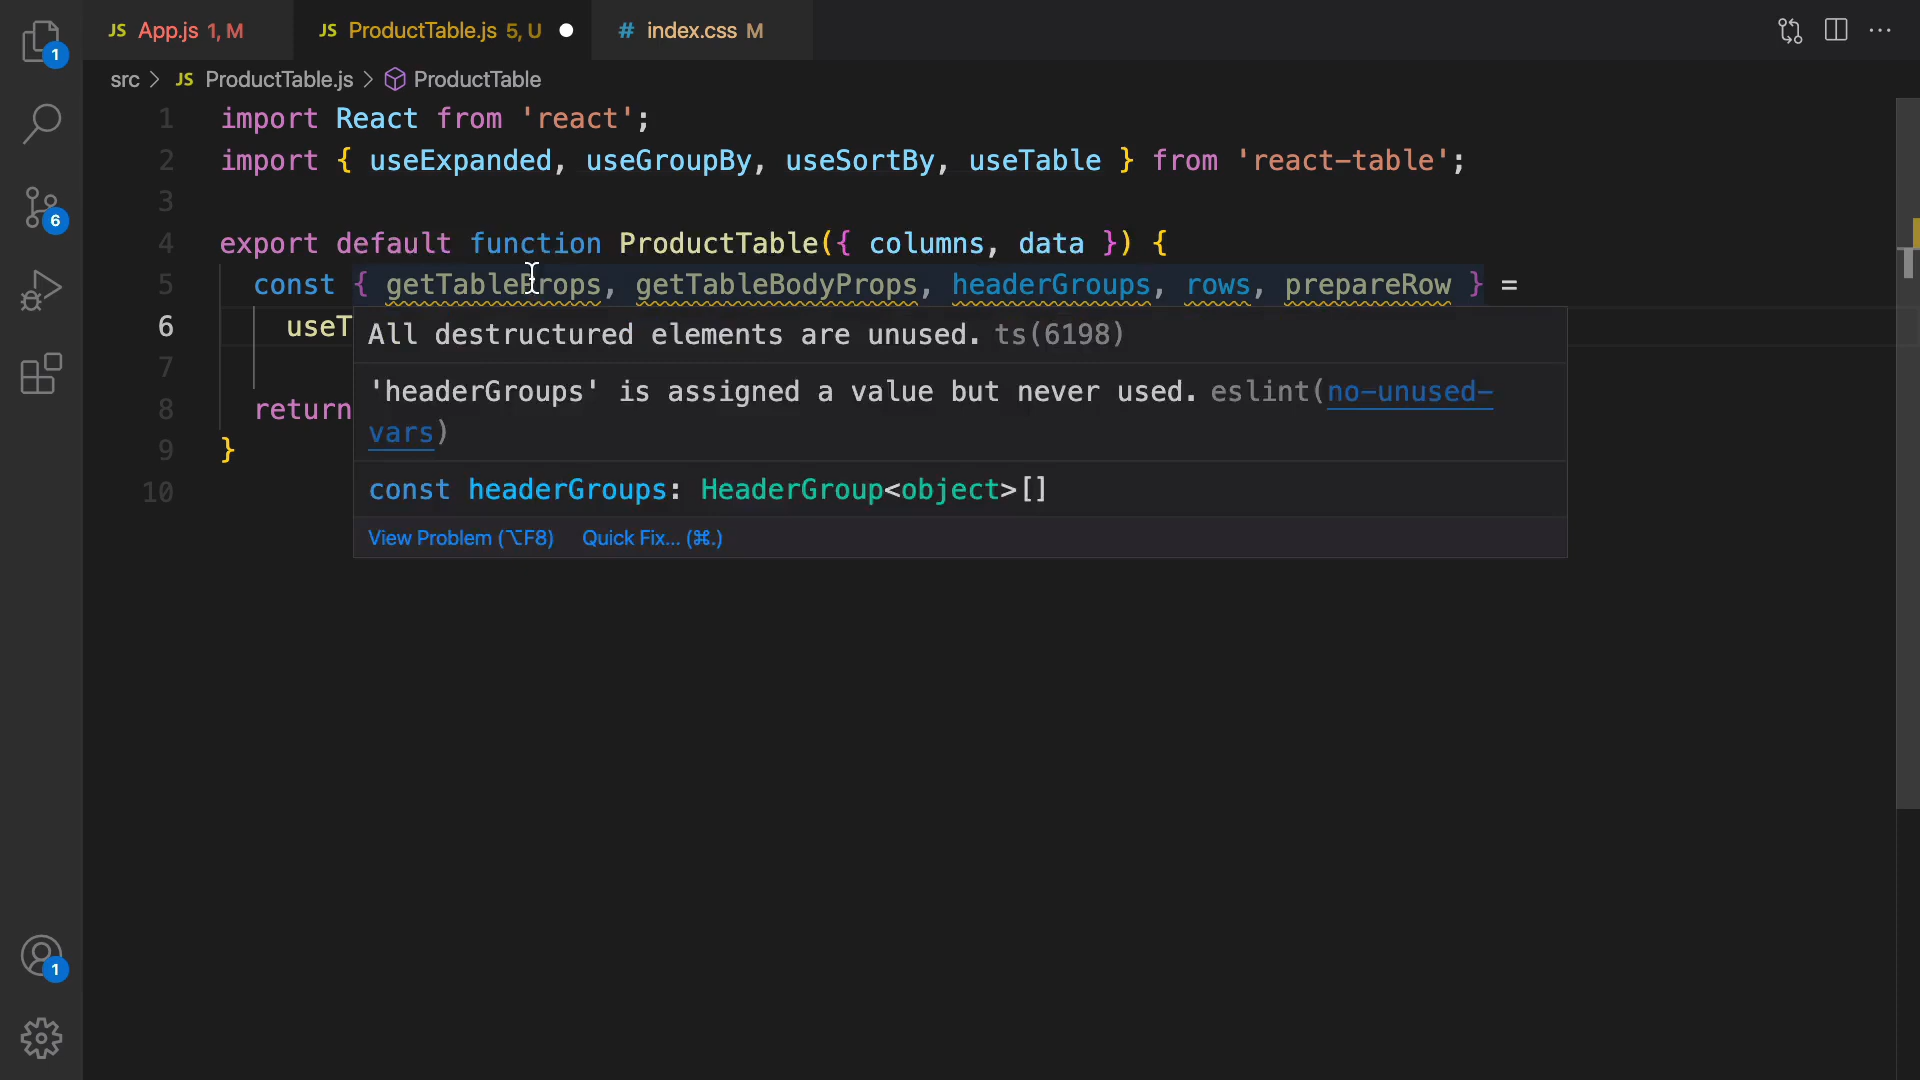 JS App.js 1, M JS ProductTable.js 5, U # index.css M
src > JS ProductTable.js > ProductTable
1 import React from 'react';
2 import { useExpanded, useGroupBy, useSortBy, useTable } from 'react-table';
3
4 export default function ProductTable({ columns, data }) {
5 const { getTableProps, getTableBodyProps, headerGroups, rows, prepareRow } =
6 useT
All destructured elements are unused. ts(6198)
7
'headerGroups' is assigned a value but never used. eslint(no-unused-
8 return
vars)
9 }
10
const headerGroups: HeaderGroup<object>[]
View Problem (⌥F8) Quick Fix... (⌘.)
1
6
1